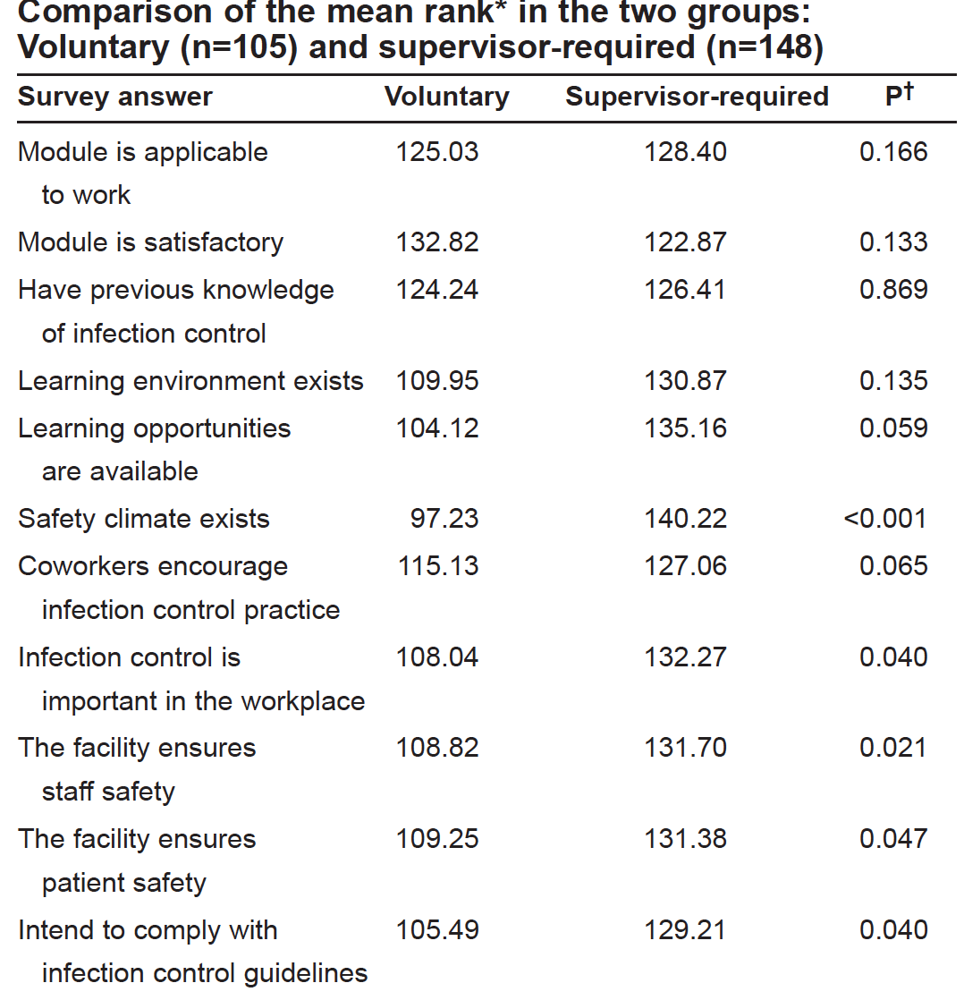 Comparison of the mean rank* in the two groups:
Voluntary (n=105) and supervisor-required (n=148)
Survey answer Voluntary Supervisor-required P†
Module is applicable 125.03 128.40 0.166
to work
Module is satisfactory 132.82 122.87 0.133
Have previous knowledge 124.24 126.41 0.869
of infection control
Learning environment exists 109.95 130.87 0.135
Learning opportunities 104.12 135.16 0.059
are available
Safety climate exists 97.23 140.22 <0.001
Coworkers encourage 115.13 127.06 0.065
infection control practice
Infection control is 108.04 132.27 0.040
important in the workplace
The facility ensures 108.82 131.70 0.021
staff safety
The facility ensures 109.25 131.38 0.047
patient safety
Intend to comply with 105.49 129.21 0.040
infection control guidelines